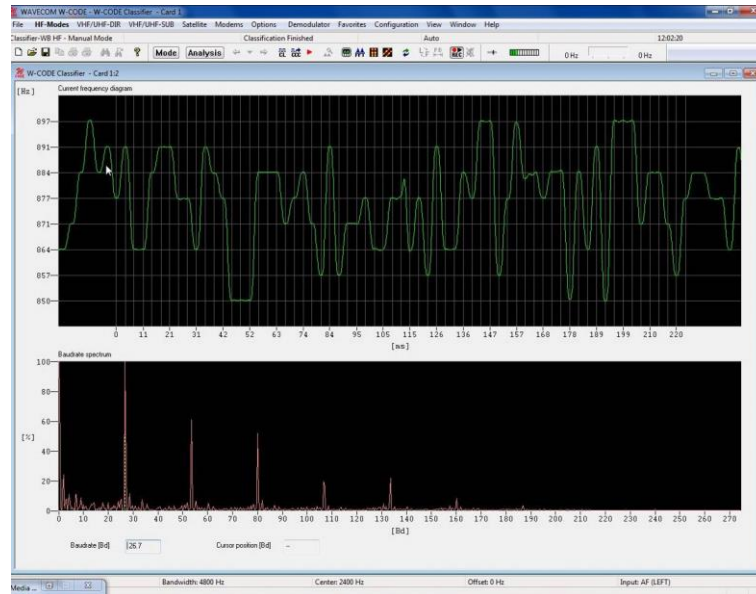 WAVECOM W-CODE - W-CODE Classifier - Card 1
File HF-Modes VHF/UHF-DIR VHF/UHF-SUB Satellite Modems Options Demodulator Favorites Configuration View Window Help
Classifier-WB HF - Manual Mode Classification Finished Auto 12:02:20
Mode Analysis 0 Hz 0 Hz
W-CODE Classifier - Card 1:2
[Hz] Current frequency diagram
897
891
884
877
871
864
857
850
0 11 21 31 42 52 63 74 84 95 105 115 126 137 147 157 168 178 189 199 210 220
[ms]
Baudrate spectrum
100
80
60
[%]
40
20
0
0 10 20 30 40 50 60 70 80 90 100 110 120 130 140 150 160 170 180 190 200 210 220 230 240 250 260 270
[Bd]
Baudrate [Bd] 26.7 Cursor position [Bd] --
Media ... Bandwidth: 4800 Hz Center: 2400 Hz Offset: 0 Hz Input: AF (LEFT)